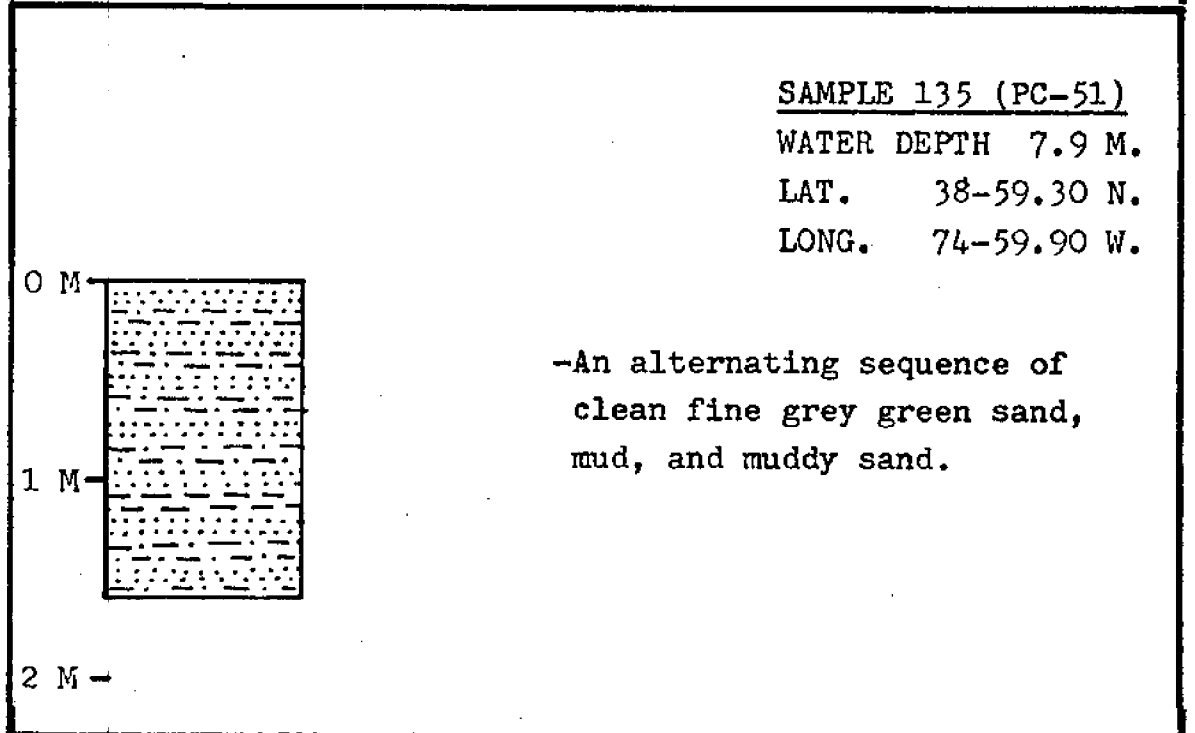 SAMPLE 135 (PC-51)
WATER DEPTH 7.9 M.
LAT. 38-59.30 N.
LONG. 74-59.90 W.
0 M
-An alternating sequence of
clean fine grey green sand,
mud, and muddy sand.
1 M
2 M